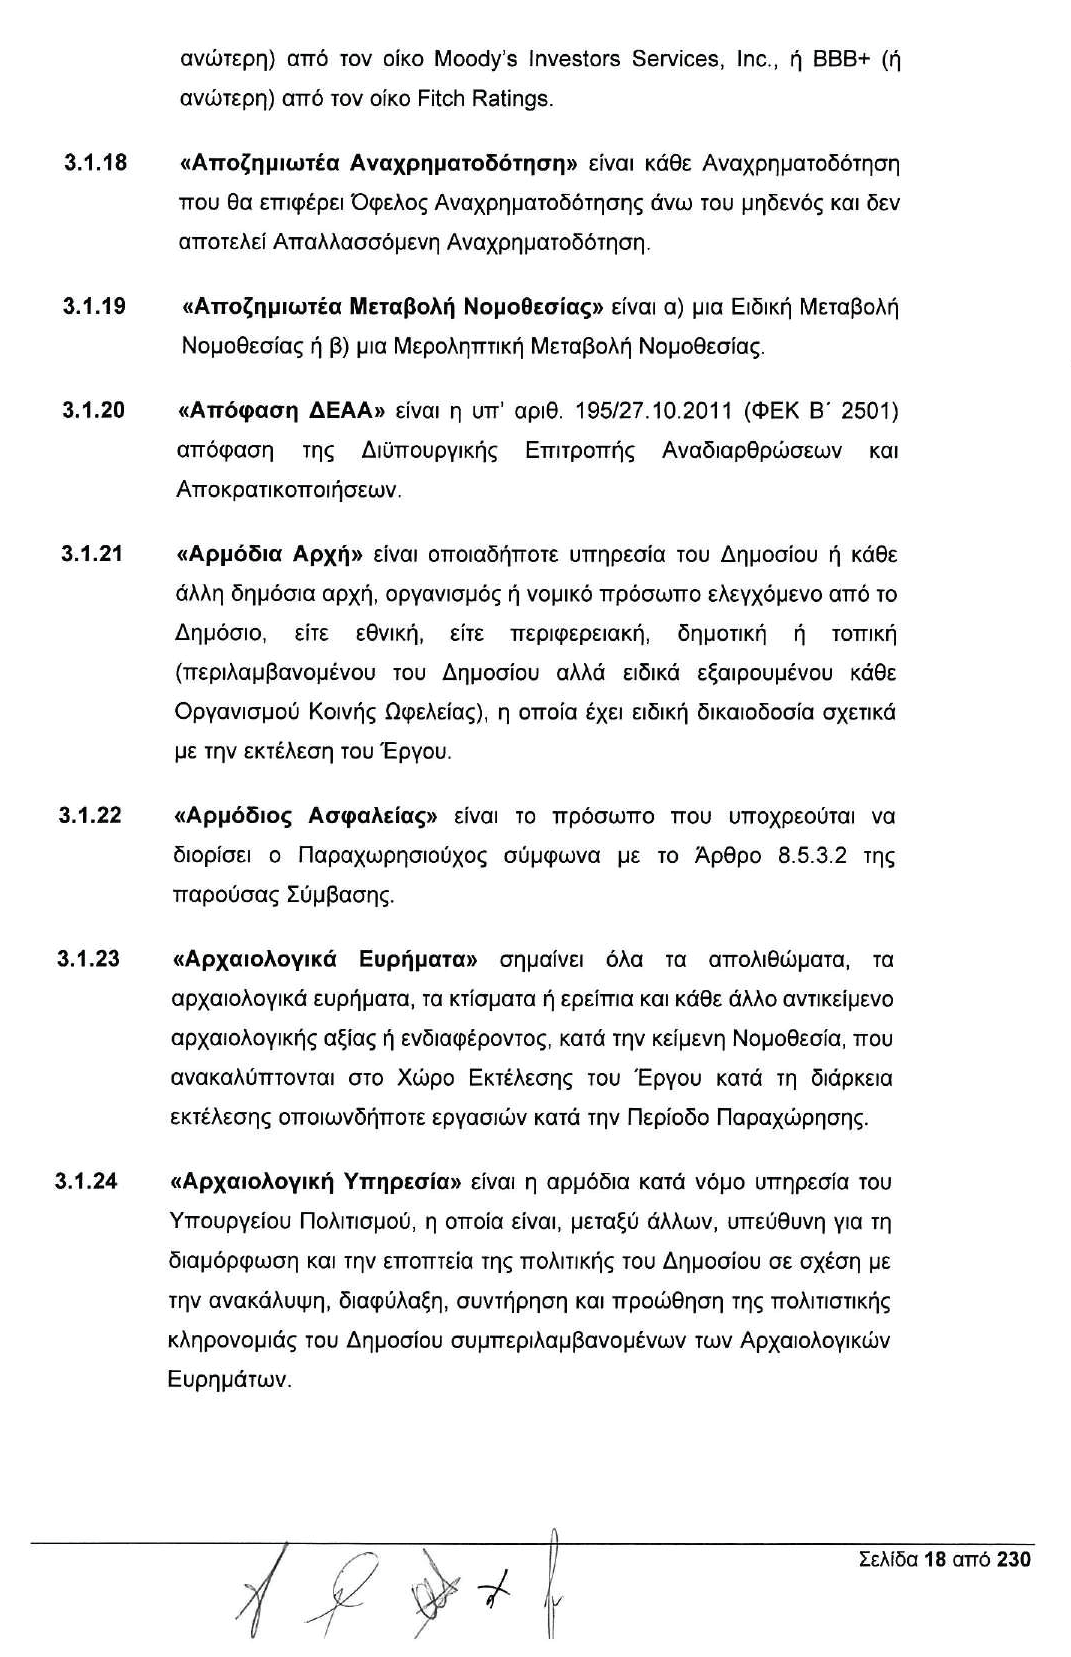 ανώτερη) από τον οίκο Moody's Investors Services, Inc., ή BBB+ (ή
ανώτερη) από τον οίκο Fitch Ratings.
3.1.18 «Αποζημιωτέα Αναχρηματοδότηση» είναι κάθε Αναχρηματοδότηση
που θα επιφέρει Όφελος Αναχρηματοδότησης άνω του μηδενός και δεν
αποτελεί Απαλλασσόμενη Αναχρηματοδότηση.
3.1.19 «Αποζημιωτέα Μεταβολή Νομοθεσίας» είναι α) μια Ειδική Μεταβολή
Νομοθεσίας ή β) μια Μεροληπτική Μεταβολή Νομοθεσίας.
3.1.20 «Απόφαση ΔΕΑΑ» είναι η υπ' αριθ. 195/27.10.2011 (ΦΕΚ Β΄ 2501)
απόφαση της Διϋπουργικής Επιτροπής Αναδιαρθρώσεων και
Αποκρατικοποιήσεων.
3.1.21 «Αρμόδια Αρχή» είναι οποιαδήποτε υπηρεσία του Δημοσίου ή κάθε
άλλη δημόσια αρχή, οργανισμός ή νομικό πρόσωπο ελεγχόμενο από το
Δημόσιο, είτε εθνική, είτε περιφερειακή, δημοτική ή τοπική
(περιλαμβανομένου του Δημοσίου αλλά ειδικά εξαιρουμένου κάθε
Οργανισμού Κοινής Ωφελείας), η οποία έχει ειδική δικαιοδοσία σχετικά
με την εκτέλεση του Έργου.
3.1.22 «Αρμόδιος Ασφαλείας» είναι το πρόσωπο που υποχρεούται να
διορίσει ο Παραχωρησιούχος σύμφωνα με το Άρθρο 8.5.3.2 της
παρούσας Σύμβασης.
3.1.23 «Αρχαιολογικά Ευρήματα» σημαίνει όλα τα απολιθώματα, τα
αρχαιολογικά ευρήματα, τα κτίσματα ή ερείπια και κάθε άλλο αντικείμενο
αρχαιολογικής αξίας ή ενδιαφέροντος, κατά την κείμενη Νομοθεσία, που
ανακαλύπτονται στο Χώρο Εκτέλεσης του Έργου κατά τη διάρκεια
εκτέλεσης οποιωνδήποτε εργασιών κατά την Περίοδο Παραχώρησης.
3.1.24 «Αρχαιολογική Υπηρεσία» είναι η αρμόδια κατά νόμο υπηρεσία του
Υπουργείου Πολιτισμού, η οποία είναι, μεταξύ άλλων, υπεύθυνη για τη
διαμόρφωση και την εποπτεία της πολιτικής του Δημοσίου σε σχέση με
την ανακάλυψη, διαφύλαξη, συντήρηση και προώθηση της πολιτιστικής
κληρονομιάς του Δημοσίου συμπεριλαμβανομένων των Αρχαιολογικών
Ευρημάτων.
Σελίδα 18 από 230